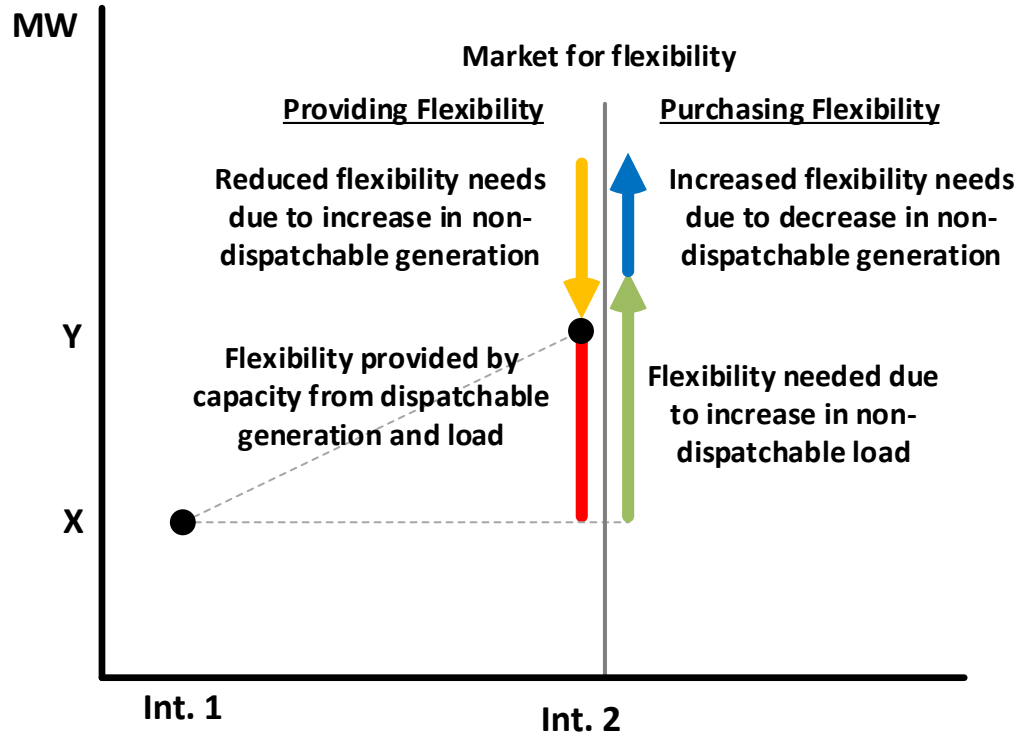 MW
Market for flexibility
Providing Flexibility
Purchasing Flexibility
Reduced flexibility needs
due to increase in non-
dispatchable generation
Increased flexibility needs
due to decrease in non-
dispatchable generation
Y
Flexibility provided by
capacity from dispatchable
generation and load
Flexibility needed due
to increase in non-
dispatchable load
X
Int. 1
Int. 2